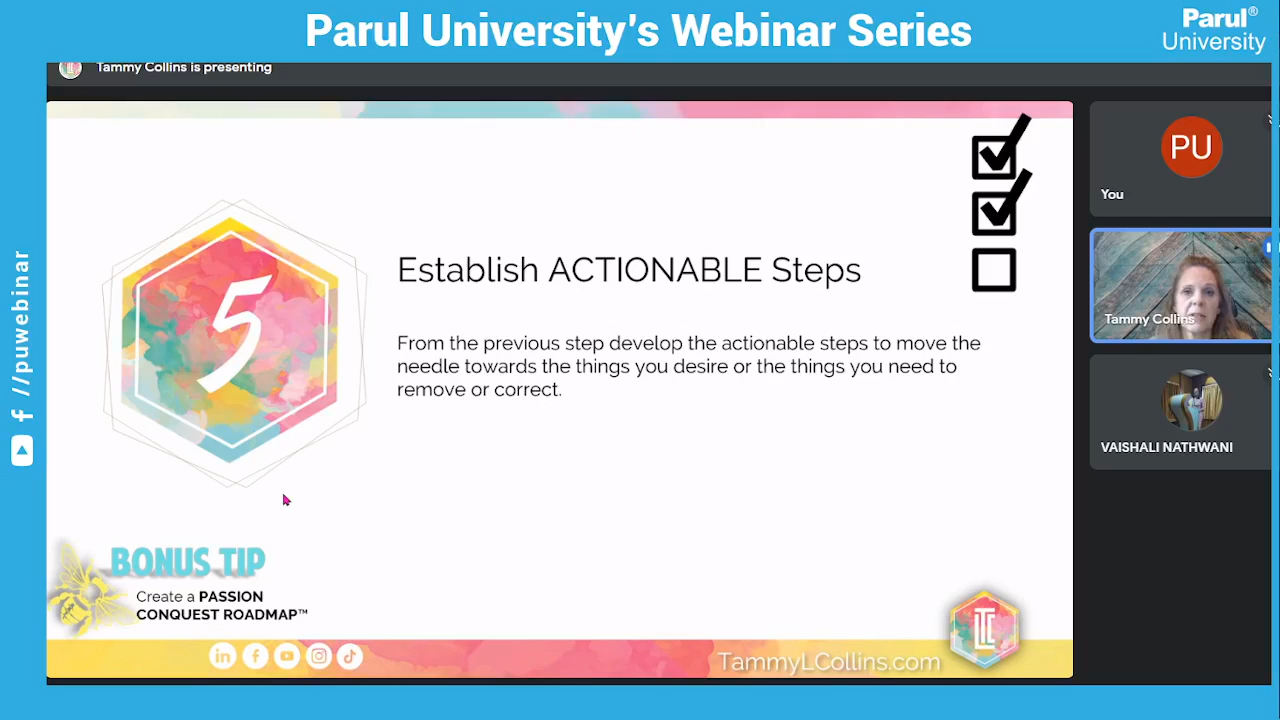 Parul University's Webinar Series
Parul®
University
Tammy Collins is presenting
//puwebinar
5
Establish ACTIONABLE Steps
From the previous step develop the actionable steps to move the
needle towards the things you desire or the things you need to
remove or correct.
BONUS TIP
Create a PASSION
CONQUEST ROADMAP™
TammyLCollins.com
PU
You
Tammy Collins
VAISHALI NATHWANI